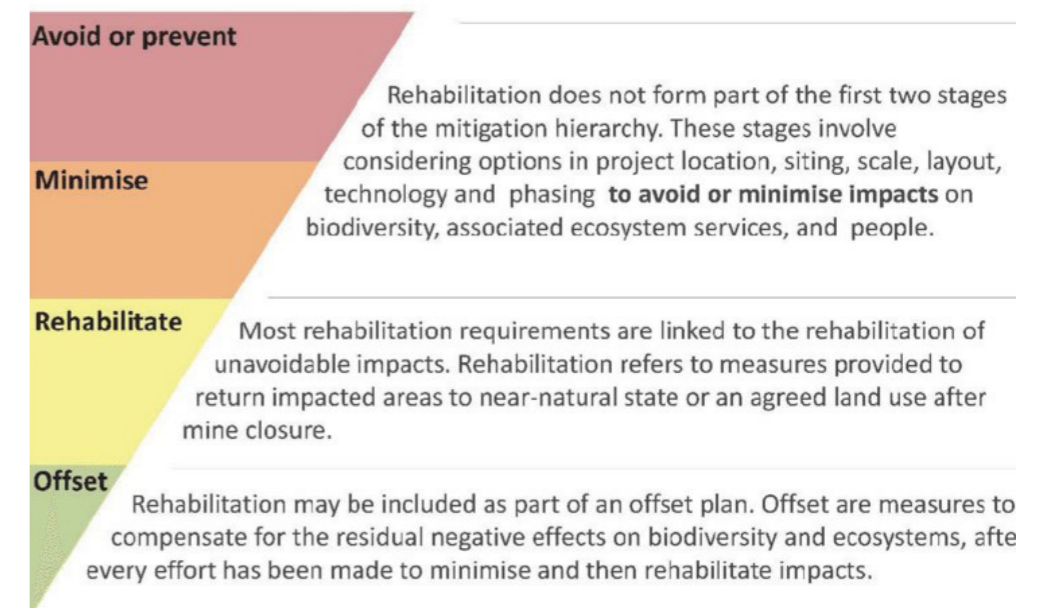 Avoid or prevent
Rehabilitation does not form part of the first two stages
of the mitigation hierarchy. These stages involve
considering options in project location, siting, scale, layout,
Minimise
technology and phasing to avoid or minimise impacts on
biodiversity, associated ecosystem services, and people.
Rehabilitate
Most rehabilitation requirements are linked to the rehabilitation of
unavoidable impacts. Rehabilitation refers to measures provided to
return impacted areas to near-natural state or an agreed land use after
mine closure.
Offset
Rehabilitation may be included as part of an offset plan. Offset are measures to
compensate for the residual negative effects on biodiversity and ecosystems, afte
every effort has been made to minimise and then rehabilitate impacts.